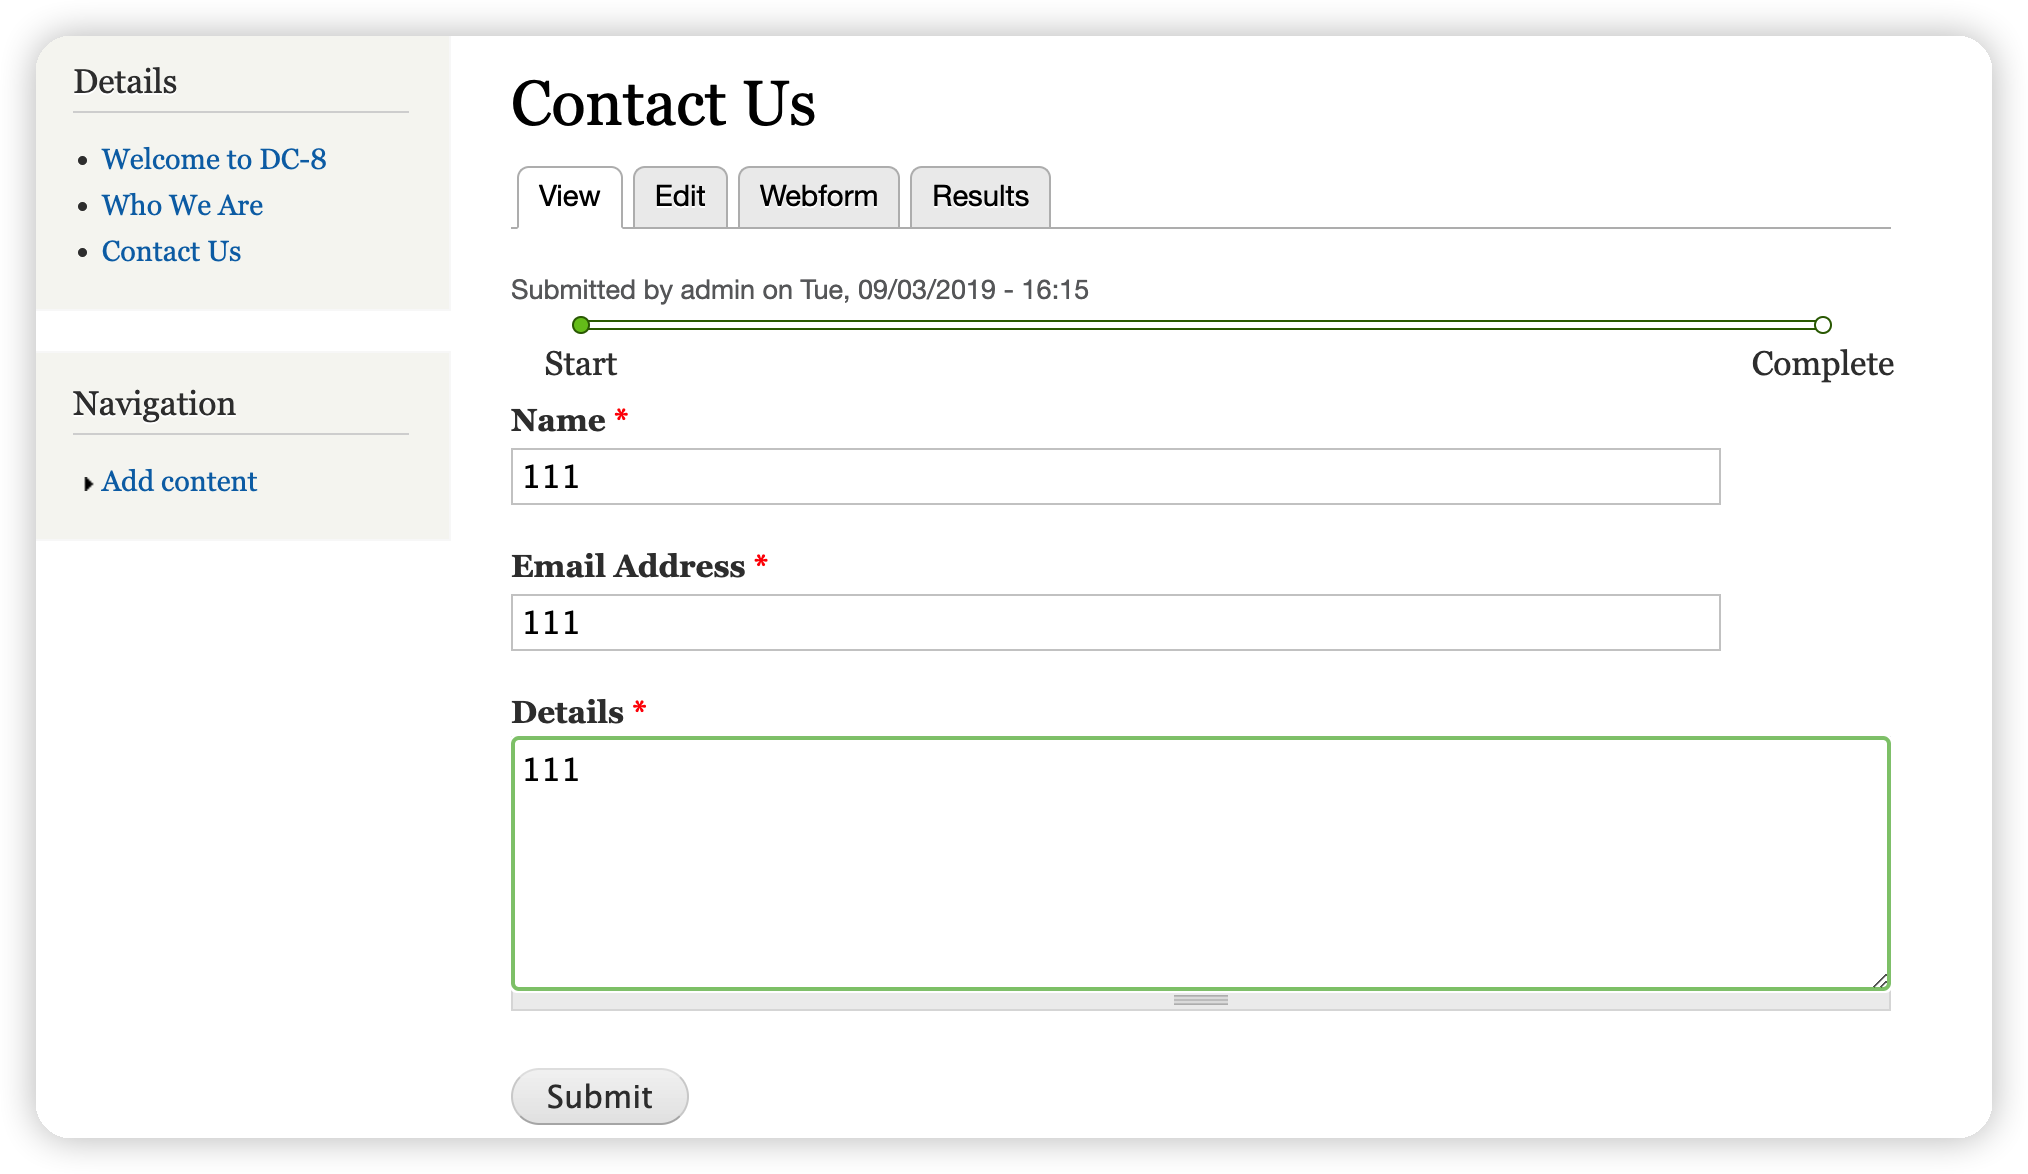 Details
Welcome to DC-8
Who We Are
Contact Us
Navigation
Add content
Contact Us
View Edit Webform Results
Submitted by admin on Tue, 09/03/2019 - 16:15
Start Complete
Name *
111
Email Address *
111
Details *
111
Submit